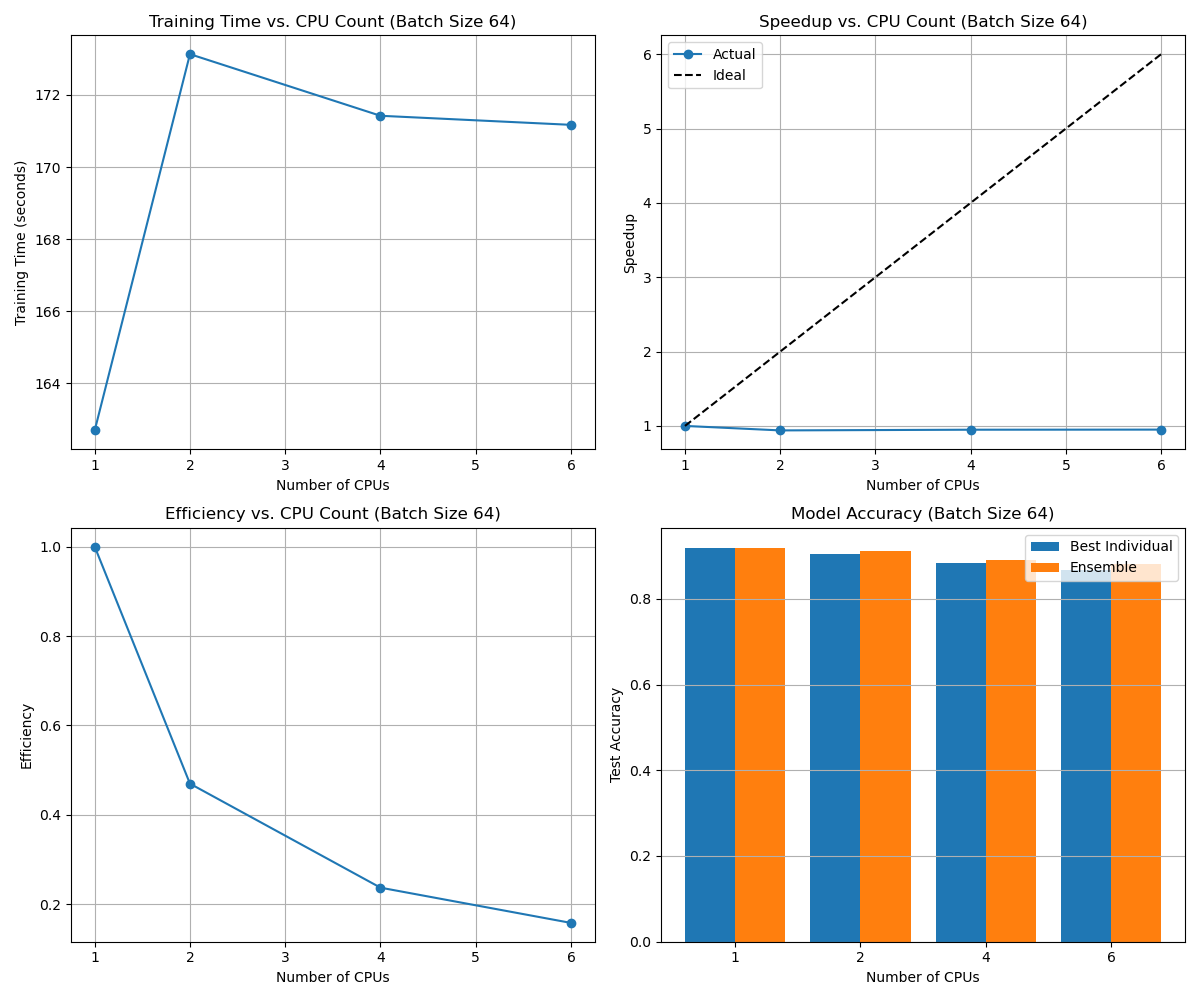 Training Time vs. CPU Count (Batch Size 64)
Training Time (seconds)
172
170
168
166
164
1 2 3 4 5 6
Number of CPUs
Speedup vs. CPU Count (Batch Size 64)
Actual
Ideal
Speedup
6
5
4
3
2
1
1 2 3 4 5 6
Number of CPUs
Efficiency vs. CPU Count (Batch Size 64)
Efficiency
1.0
0.8
0.6
0.4
0.2
1 2 3 4 5 6
Number of CPUs
Model Accuracy (Batch Size 64)
Best Individual
Ensemble
Test Accuracy
0.8
0.6
0.4
0.2
0.0
1 2 4 6
Number of CPUs